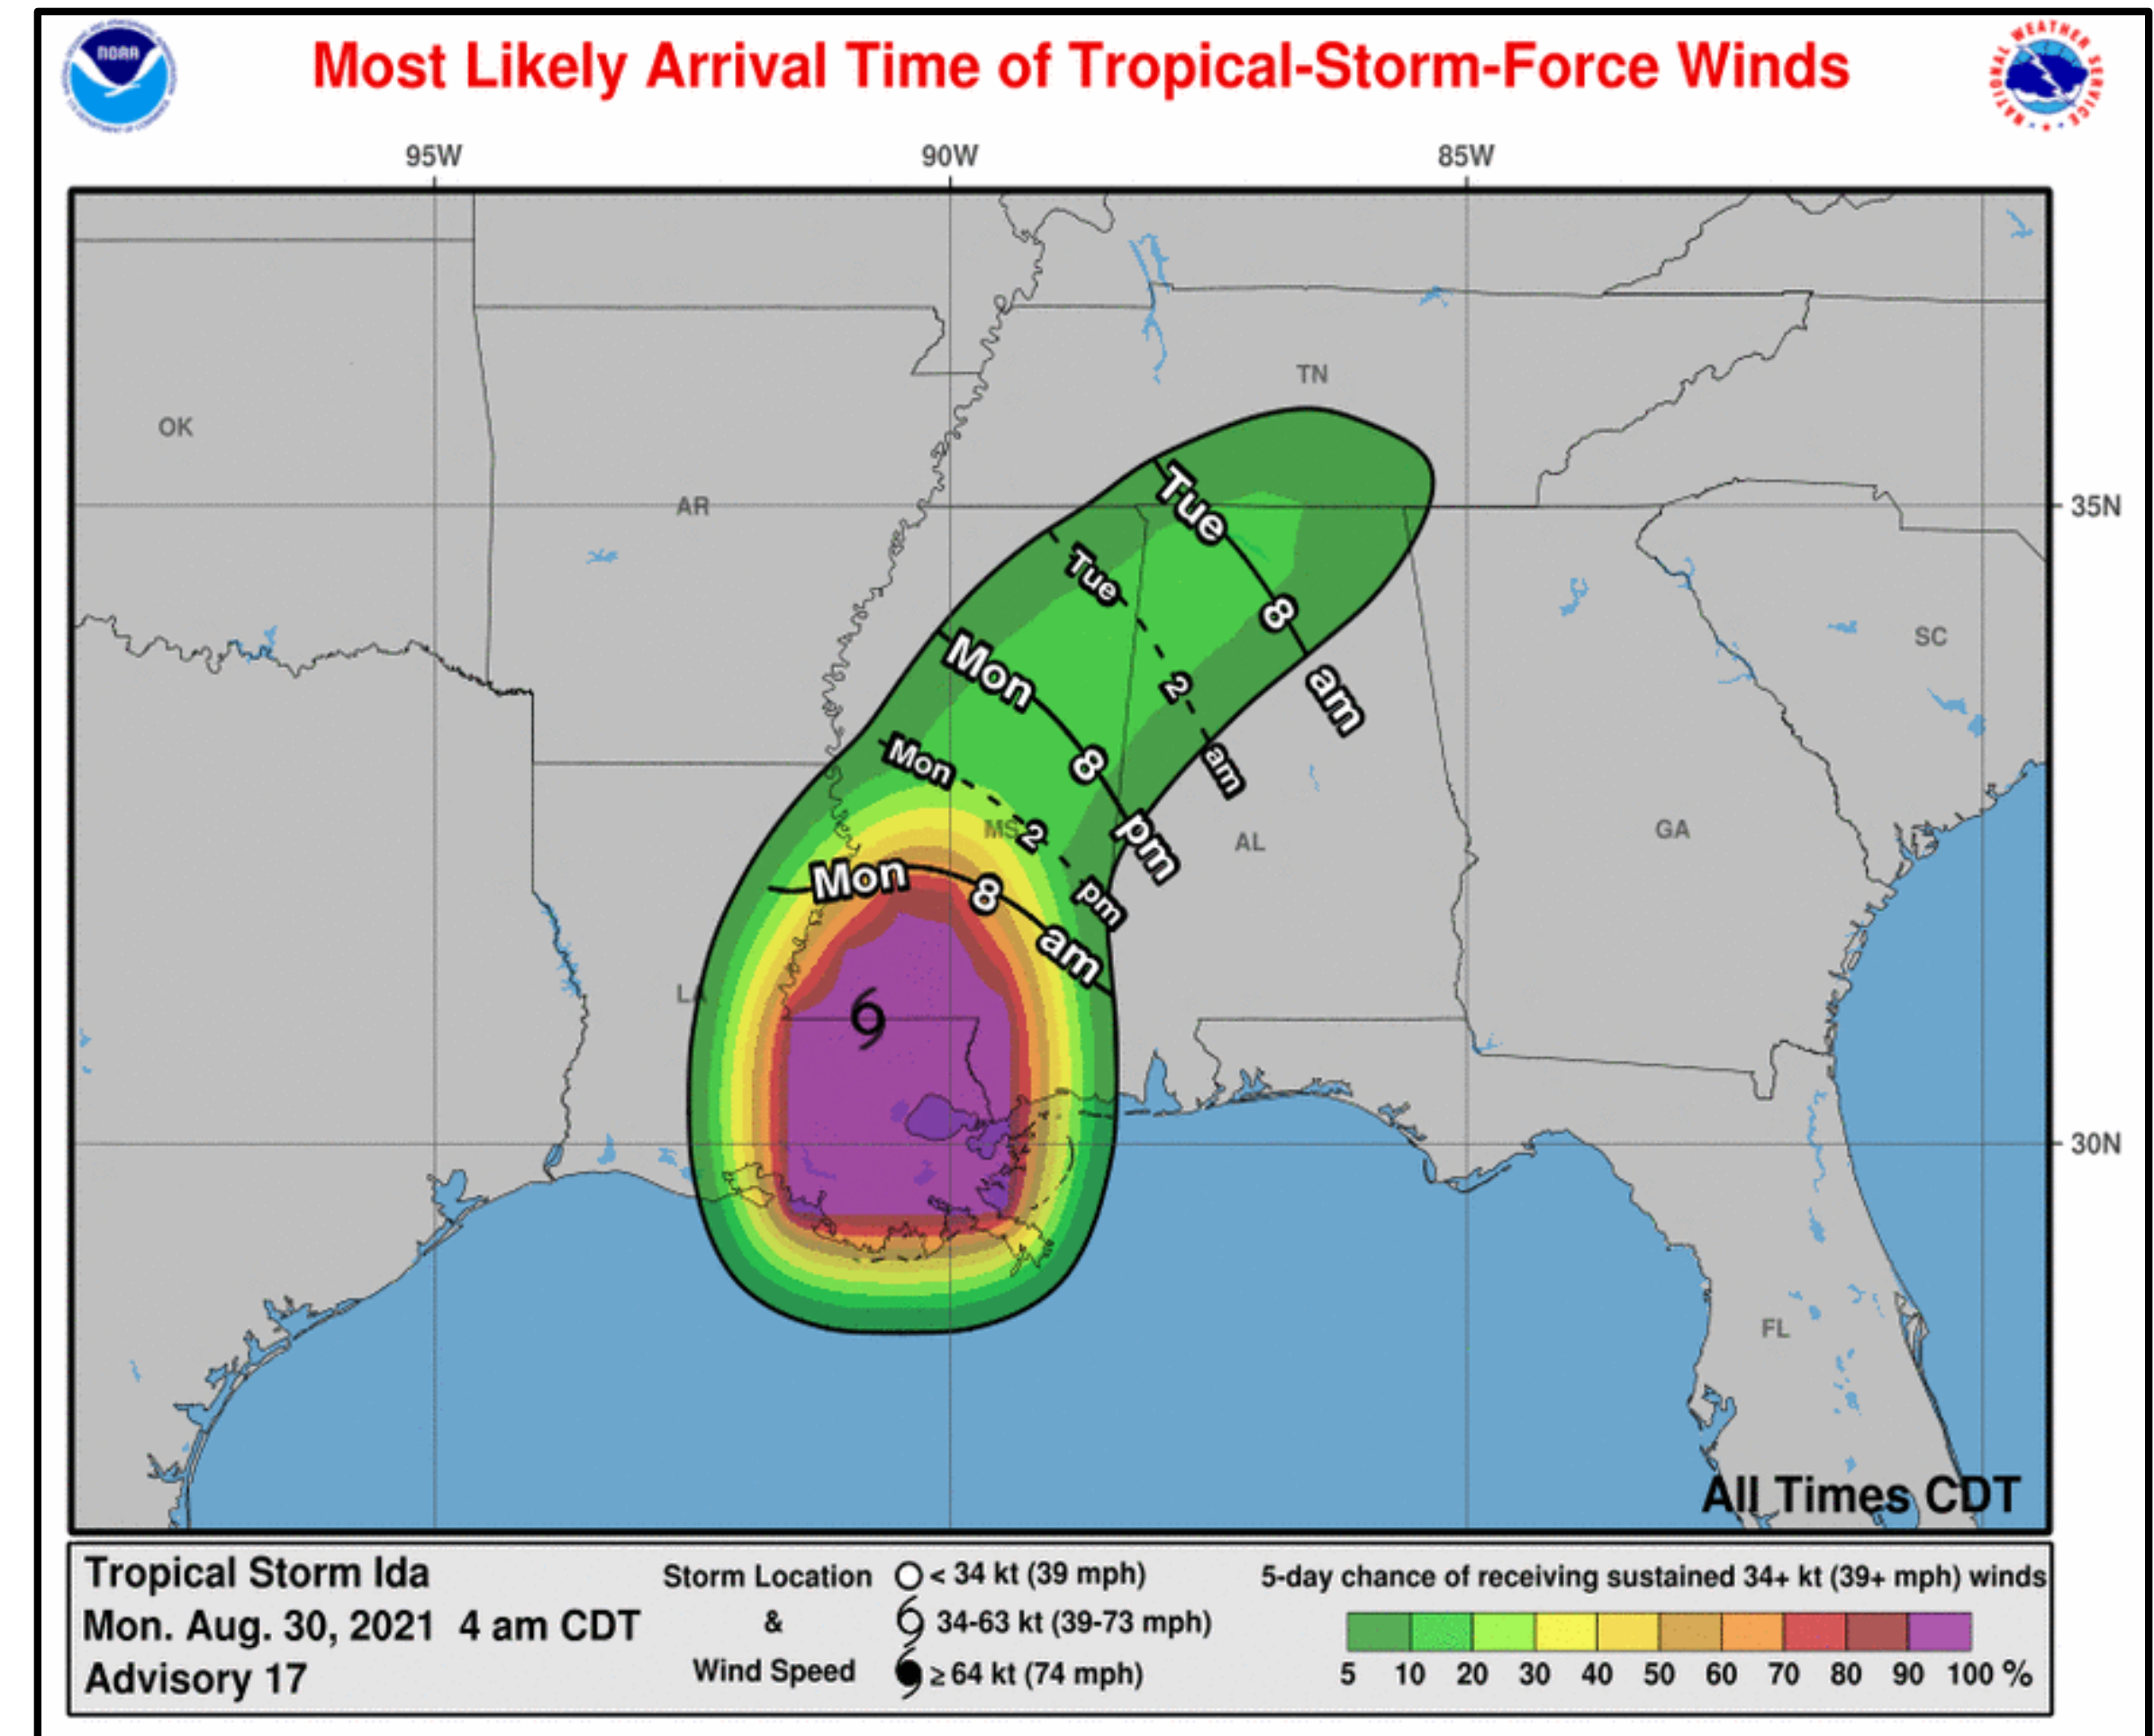 NOAA
Most Likely Arrival Time of Tropical-Storm-Force Winds
NATIONAL WEATHER SERVICE
95W
90W
85W
TN
OK
AR
35N
Tue
8
am
Tue
2
am
SC
Mon
8
pm
Mon
2
pm
MS
AL
GA
Mon
8
am
LA
30N
FL
All Times CDT
Tropical Storm Ida
Mon. Aug. 30, 2021 4 am CDT
Advisory 17
Storm Location
&
Wind Speed
< 34 kt (39 mph)
34-63 kt (39-73 mph)
≥ 64 kt (74 mph)
5-day chance of receiving sustained 34+ kt (39+ mph) winds
5 10 20 30 40 50 60 70 80 90 100 %